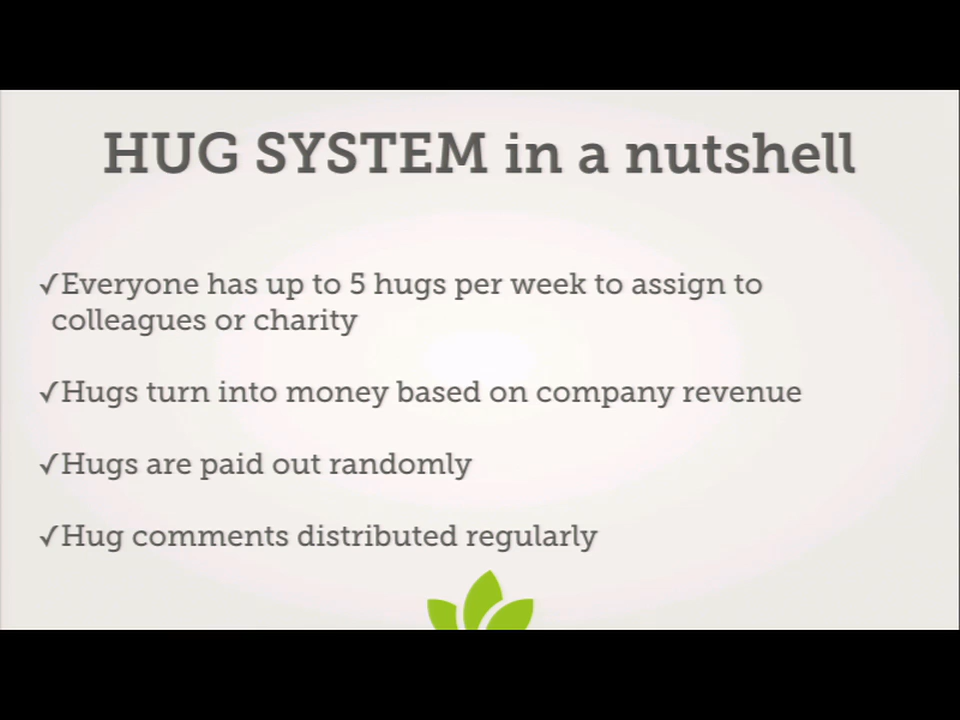 HUG SYSTEM in a nutshell
✓Everyone has up to 5 hugs per week to assign to
colleagues or charity
✓Hugs turn into money based on company revenue
✓Hugs are paid out randomly
✓Hug comments distributed regularly